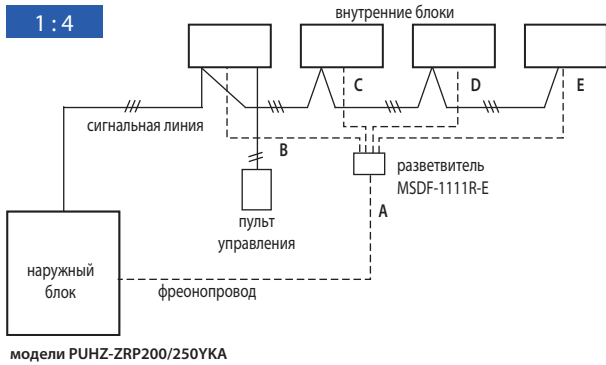 1 : 4
внутренние блоки
C
D
E
сигнальная линия
B
разветвитель
MSDF-1111R-E
A
пульт
управления
наружный
блок
фреонопровод
модели PUHZ-ZRP200/250YKA